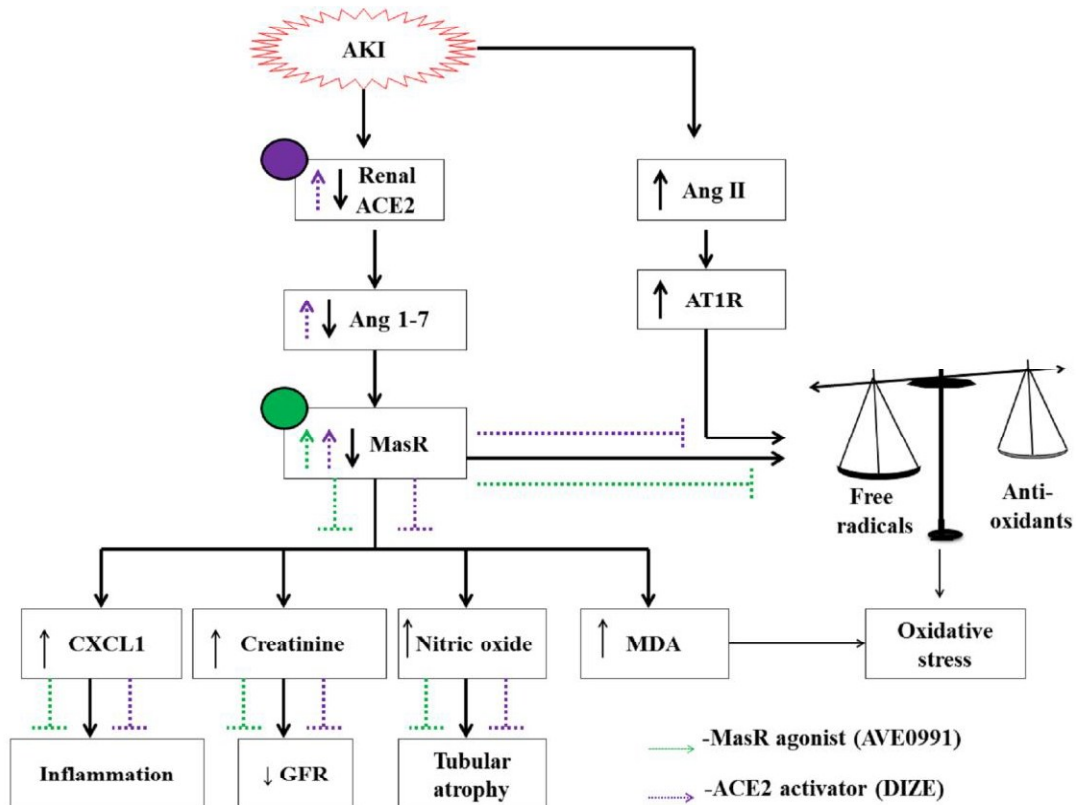 AKI
Renal
ACE2
Ang II
Ang 1-7
AT1R
MasR
Free
radicals
Anti-
oxidants
CXCL1
Creatinine
Nitric oxide
MDA
Oxidative
stress
Inflammation
↓ GFR
Tubular
atrophy
-MasR agonist (AVE0991)
-ACE2 activator (DIZE)